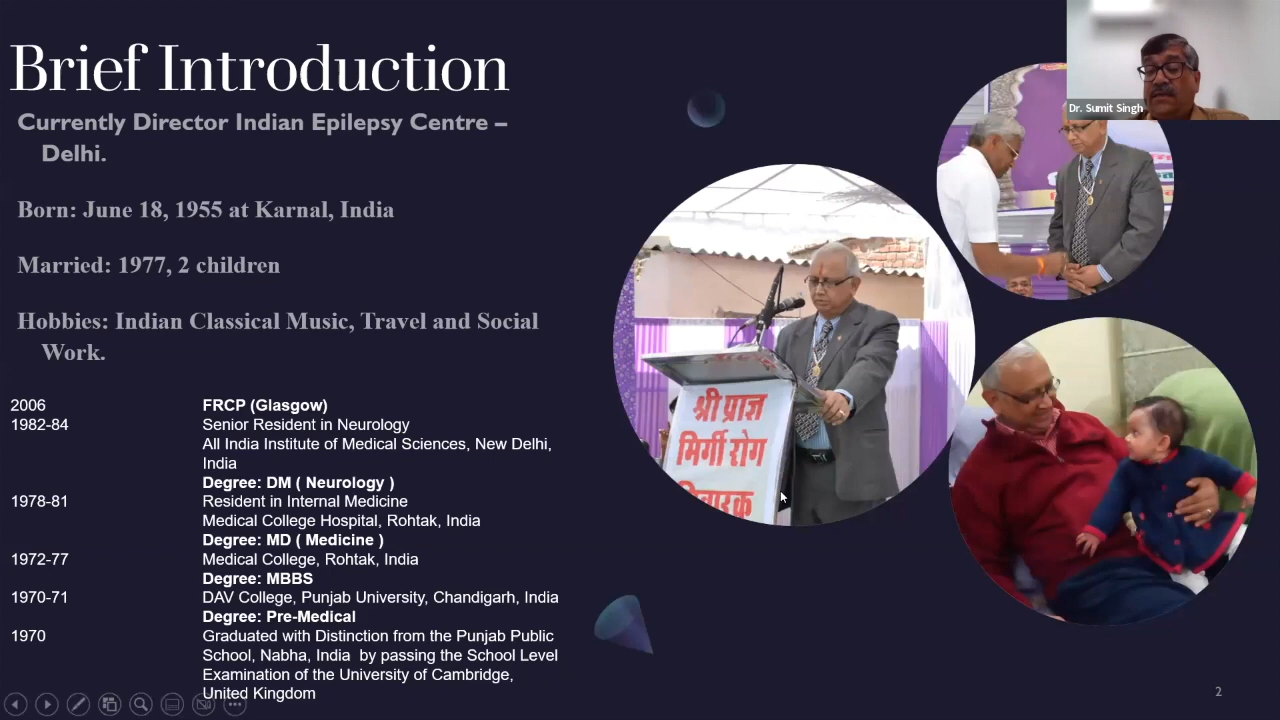 Brief Introduction
Currently Director Indian Epilepsy Centre –
Delhi.
Born: June 18, 1955 at Karnal, India
Married: 1977, 2 children
Hobbies: Indian Classical Music, Travel and Social
Work.
2006 FRCP (Glasgow)
1982-84 Senior Resident in Neurology
All India Institute of Medical Sciences, New Delhi,
India
Degree: DM ( Neurology )
1978-81 Resident in Internal Medicine
Medical College Hospital, Rohtak, India
Degree: MD ( Medicine )
1972-77 Medical College, Rohtak, India
Degree: MBBS
1970-71 DAV College, Punjab University, Chandigarh, India
Degree: Pre-Medical
1970 Graduated with Distinction from the Punjab Public
School, Nabha, India by passing the School Level
Examination of the University of Cambridge,
United Kingdom
श्री प्राज्ञ
मिर्गी रोग
Dr. Sumit Singh
2